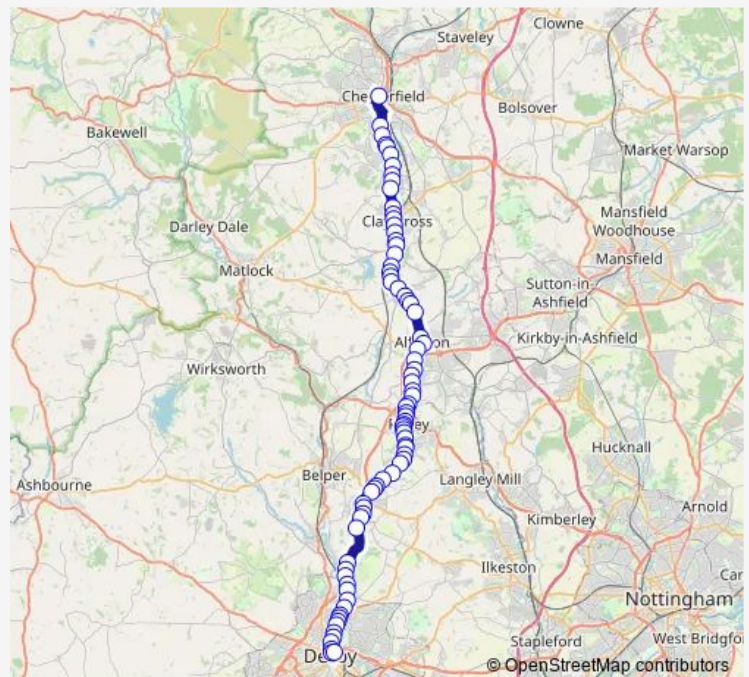 Clowne
Staveley
Bolsover
Bakewell
Market Warsop
Darley Dale
Mansfield
Woodhouse
Mansfield
Matlock
Sutton-in-
Ashfield
Kirkby-in-Ashfield
Wirksworth
Hucknall
Belper
Langley Mill
Ashbourne
Arnold
Kimberley
Ilkeston
Nottingham
Stapleford
West Bridgfo
© OpenStreetMap contributors